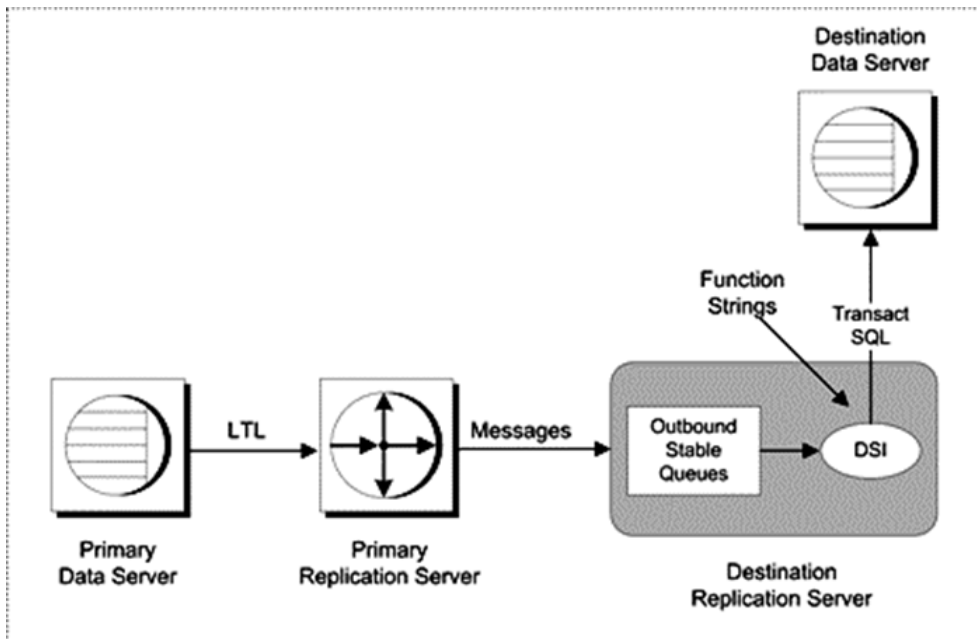 Destination
Data Server
Function
Strings
Transact
SQL
LTL
Messages
Outbound
Stable
Queues
DSI
Primary
Data Server
Primary
Replication Server
Destination
Replication Server